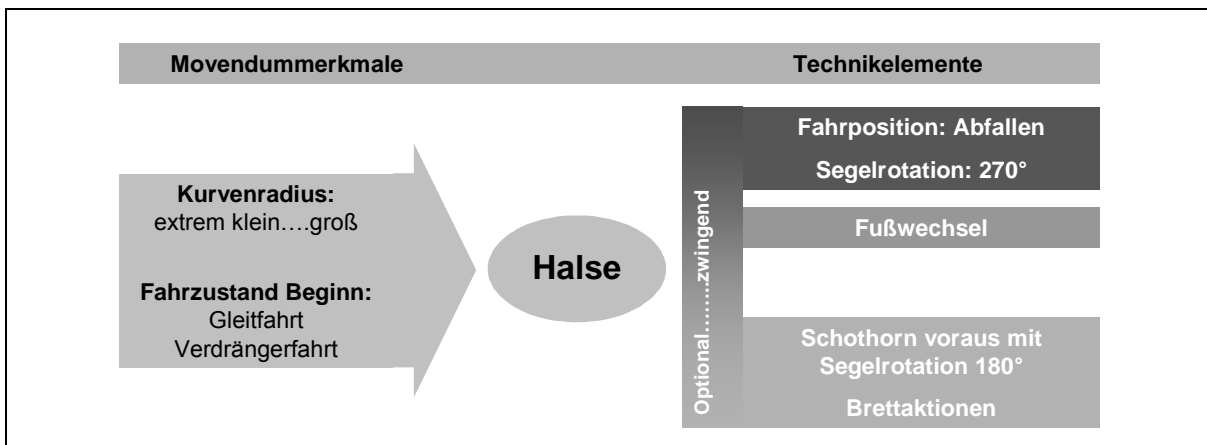 Movendummerkmale
Technikelemente
Kurvenradius:
extrem klein….groß
Fahrzustand Beginn:
Gleitfahrt
Verdrängerfahrt
Halse
Optional……..zwingend
Fahrposition: Abfallen
Segelrotation: 270°
Fußwechsel
Schothorn voraus mit
Segelrotation 180°
Brettaktionen